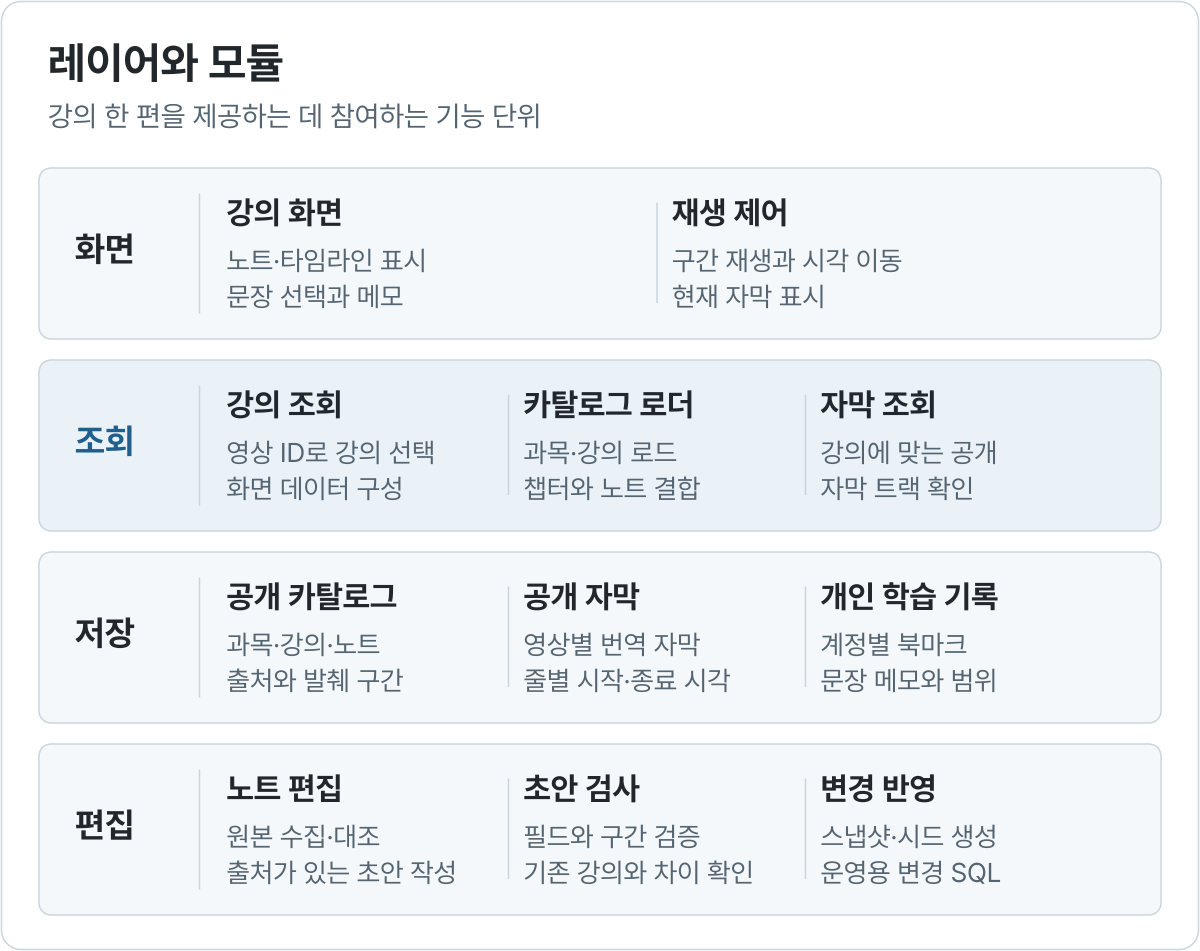 레이어와 모듈
강의 한 편을 제공하는 데 참여하는 기능 단위
화면
강의 화면
노트·타임라인 표시
문장 선택과 메모
재생 제어
구간 재생과 시각 이동
현재 자막 표시
조회
강의 조회
영상 ID로 강의 선택
화면 데이터 구성
카탈로그 로더
과목·강의 로드
챕터와 노트 결합
자막 조회
강의에 맞는 공개
자막 트랙 확인
저장
공개 카탈로그
과목·강의·노트
출처와 발췌 구간
공개 자막
영상별 번역 자막
줄별 시작·종료 시각
개인 학습 기록
계정별 북마크
문장 메모와 범위
편집
노트 편집
원본 수집·대조
출처가 있는 초안 작성
초안 검사
필드와 구간 검증
기존 강의와 차이 확인
변경 반영
스냅샷·시드 생성
운영용 변경 SQL